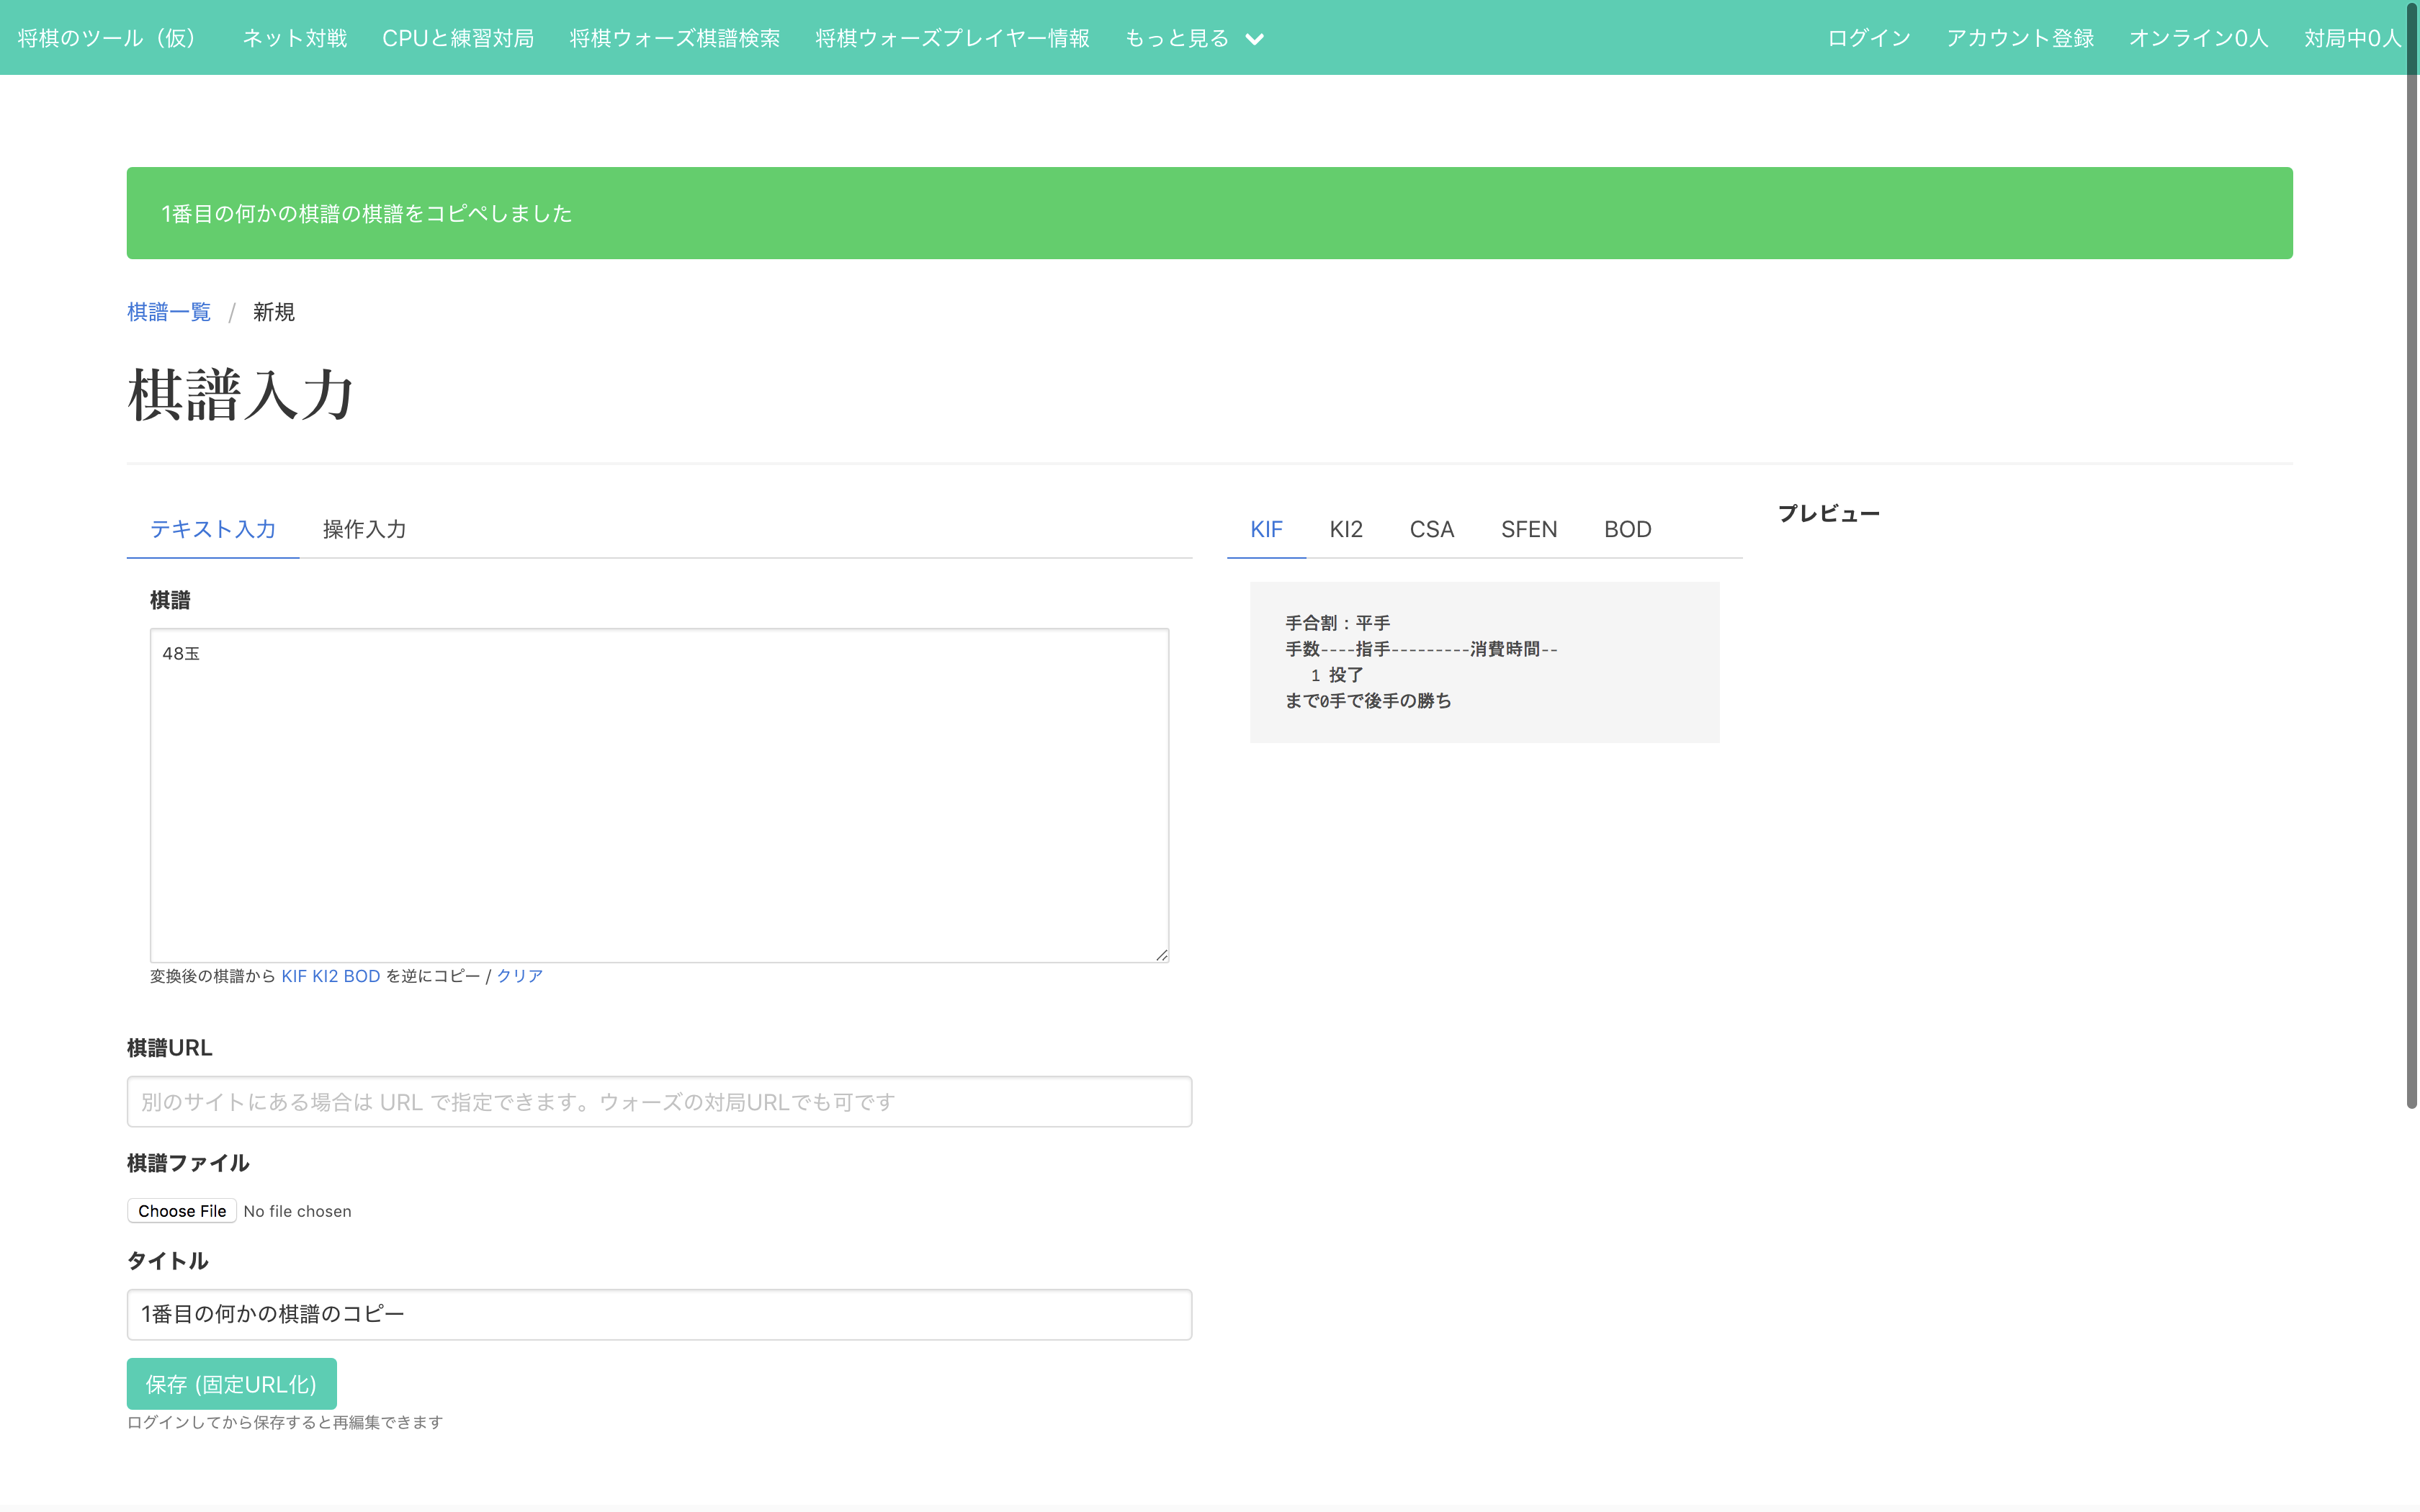 将棋のツール（仮） ネット対戦 CPUと練習対局 将棋ウォーズ棋譜検索 将棋ウォーズプレイヤー情報 もっと見る ログイン アカウント登録 オンライン0人 対局中0人
1番目の何かの棋譜の棋譜をコピペしました
棋譜一覧 / 新規
棋譜入力
テキスト入力 操作入力
棋譜
48玉
変換後の棋譜から KIF KI2 BOD を逆にコピー / クリア
棋譜URL
別のサイトにある場合は URL で指定できます。ウォーズの対局URLでも可です
棋譜ファイル
Choose File No file chosen
タイトル
1番目の何かの棋譜のコピー
保存 (固定URL化)
ログインしてから保存すると再編集できます
KIF KI2 CSA SFEN BOD
手合割：平手
手数----指手---------消費時間--
1 投了
まで0手で後手の勝ち
プレビュー